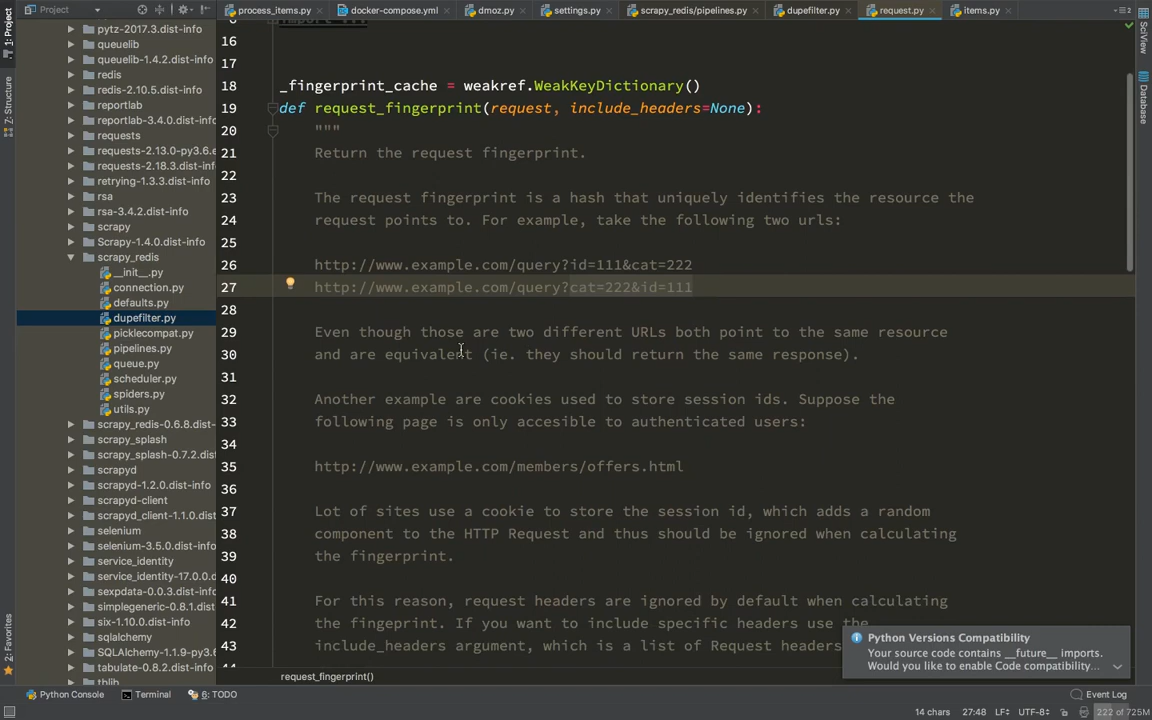 Project
process_items.py
docker-compose.yml
dmoz.py
settings.py
scrapy_redis/pipelines.py
dupefilter.py
request.py
items.py
2
1: Project
7: Structure
2: Favorites
SciView
Database
pytz-2017.3.dist-info
queuelib
queuelib-1.4.2.dist-info
redis
redis-2.10.5.dist-info
reportlab
reportlab-3.4.0.dist-info
requests
requests-2.13.0-py3.6.e
requests-2.18.3.dist-info
retrying-1.3.3.dist-info
rsa
rsa-3.4.2.dist-info
scrapy
Scrapy-1.4.0.dist-info
scrapy_redis
__init__.py
connection.py
defaults.py
dupefilter.py
picklecompat.py
pipelines.py
queue.py
scheduler.py
spiders.py
utils.py
scrapy_redis-0.6.8.dist-
scrapy_splash
scrapy_splash-0.7.2.dist
scrapyd
scrapyd-1.2.0.dist-info
scrapyd-client
scrapyd_client-1.1.0.dist
selenium
selenium-3.5.0.dist-info
service_identity
service_identity-17.0.0.d
sexpdata-0.0.3.dist-info
simplegeneric-0.8.1.dist
six-1.10.0.dist-info
sqlalchemy
SQLAlchemy-1.1.9-py3.6
tabulate-0.8.2.dist-info
16
17
18 _fingerprint_cache = weakref.WeakKeyDictionary()
19 def request_fingerprint(request, include_headers=None):
20 """
21 Return the request fingerprint.
22
23 The request fingerprint is a hash that uniquely identifies the resource the
24 request points to. For example, take the following two urls:
25
26 http://www.example.com/query?id=111&cat=222
27 http://www.example.com/query?cat=222&id=111
28
29 Even though those are two different URLs both point to the same resource
30 and are equivalent (ie. they should return the same response).
31
32 Another example are cookies used to store session ids. Suppose the
33 following page is only accesible to authenticated users:
34
35 http://www.example.com/members/offers.html
36
37 Lot of sites use a cookie to store the session id, which adds a random
38 component to the HTTP Request and thus should be ignored when calculating
39 the fingerprint.
40
41 For this reason, request headers are ignored by default when calculating
42 the fingerprint. If you want to include specific headers use the
43 include_headers argument, which is a list of Request headers
request_fingerprint()
Python Versions Compatibility
Your source code contains __future__ imports.
Would you like to enable Code compatibility...
Python Console
Terminal
6: TODO
Event Log
14 chars
27:48
LF÷
UTF-8÷
222 of 725M